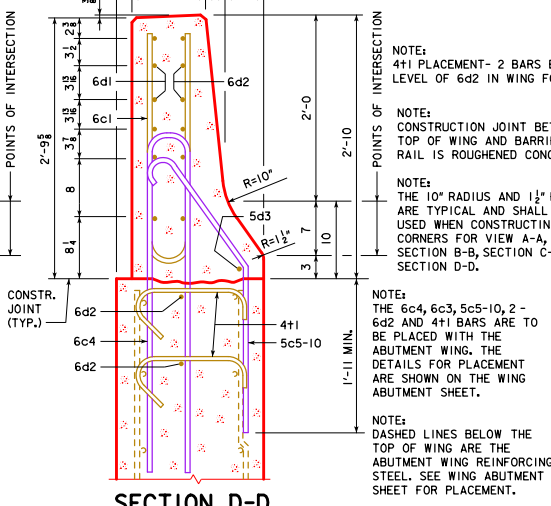 NOTE:
4t1 PLACEMENT- 2 BARS
LEVEL OF 6d2 IN WING
NOTE:
CONSTRUCTION JOINT
TOP OF WING AND
RAIL IS ROUGHENED
NOTE:
THE 10" RADIUS AND 1 1/2"
ARE TYPICAL AND SHALL
USED WHEN CONSTRUCTING
CORNERS FOR VIEW A-A,
SECTION B-B, SECTION
SECTION D-D.
NOTE:
THE 6c4, 6c3, 5c5-10, 2 -
6d2 AND 4t1 BARS ARE TO
BE PLACED WITH THE
ABUTMENT WING. THE
DETAILS FOR PLACEMENT
ARE SHOWN ON THE WING
ABUTMENT SHEET.
NOTE:
DASHED LINES BELOW THE
TOP OF WING ARE THE
ABUTMENT WING REINFORCING
STEEL. SEE WING ABUTMENT
SHEET FOR PLACEMENT.
POINTS OF INTERSECTION
2'-9 5/8
2 3/8
3 1/2
3 13/16
3 13/16
3 7/8
8
8 1/4
6d1
6d2
6c1
2'-0
2'-10
POINTS OF INTERSECTION
R=10"
5d3
R=1 1/2"
7
10
3
CONSTR.
JOINT
(TYP.)
6d2
6c4
6d2
4t1
5c5-10
1'-11 MIN.
SECTION D-D